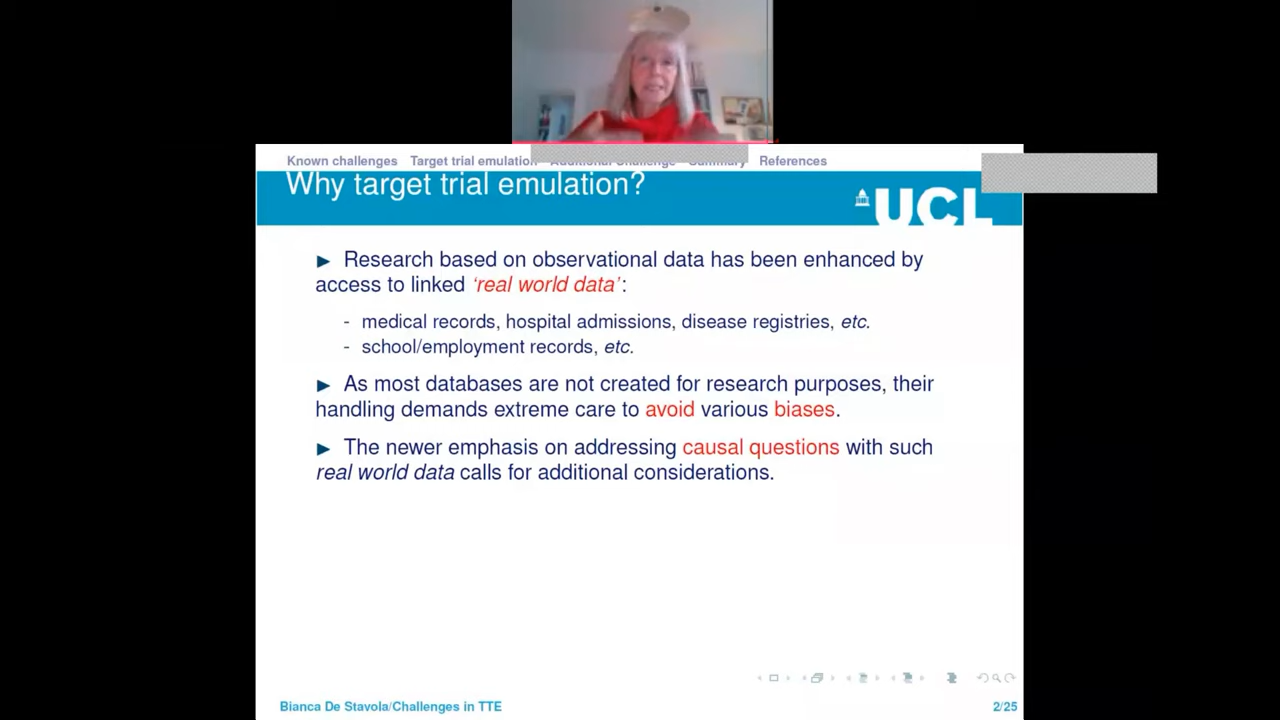 Known challenges Target trial emulation Additional Challenge Summary References
Why target trial emulation?
UCL
► Research based on observational data has been enhanced by
access to linked ‘real world data’:
- medical records, hospital admissions, disease registries, etc.
- school/employment records, etc.
► As most databases are not created for research purposes, their
handling demands extreme care to avoid various biases.
► The newer emphasis on addressing causal questions with such
real world data calls for additional considerations.
Bianca De Stavola/Challenges in TTE 2/25